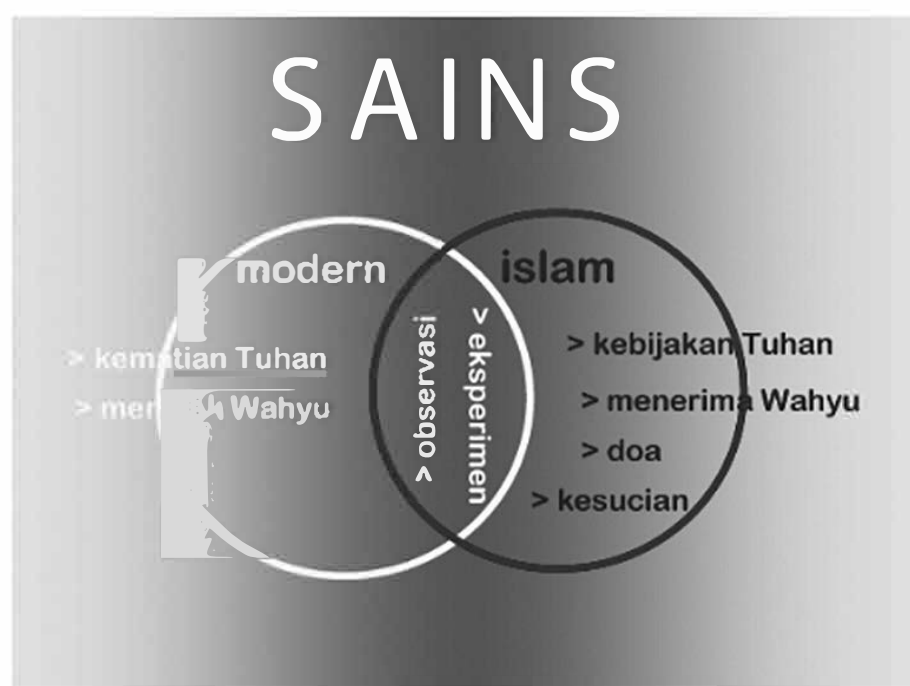 SAINS
modern
> kematian Tuhan
Wahyu
> observasi
> eksperimen
islam
> kebijakan Tuhan
> menerima Wahyu
> doa
> kesucian